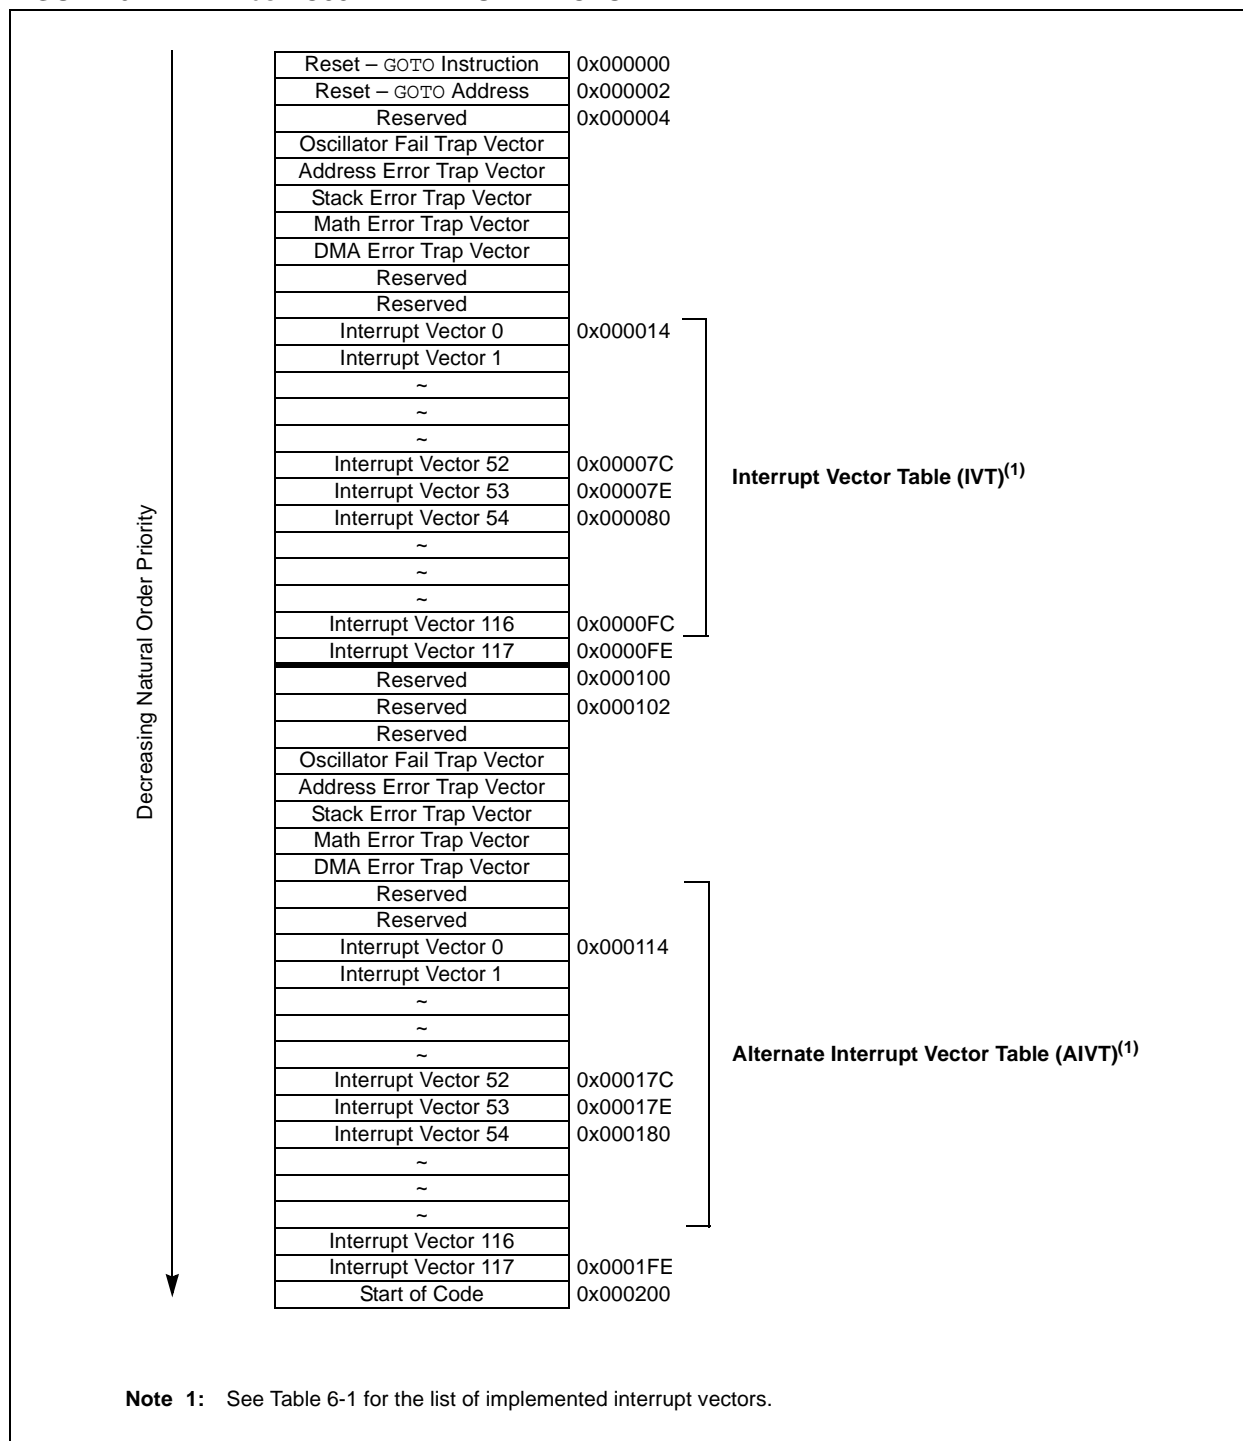 Reset – GOTO Instruction 0x000000
Reset – GOTO Address 0x000002
Reserved 0x000004
Oscillator Fail Trap Vector
Address Error Trap Vector
Stack Error Trap Vector
Math Error Trap Vector
DMA Error Trap Vector
Reserved
Reserved
Interrupt Vector 0 0x000014
Interrupt Vector 1
~
~
~
Interrupt Vector 52 0x00007C
Interrupt Vector Table (IVT)(1)
Interrupt Vector 53 0x00007E
Interrupt Vector 54 0x000080
~
~
~
Interrupt Vector 116 0x0000FC
Interrupt Vector 117 0x0000FE
Decreasing Natural Order Priority
Reserved 0x000100
Reserved 0x000102
Reserved
Oscillator Fail Trap Vector
Address Error Trap Vector
Stack Error Trap Vector
Math Error Trap Vector
DMA Error Trap Vector
Reserved
Reserved
Interrupt Vector 0 0x000114
Interrupt Vector 1
~
~
~
Alternate Interrupt Vector Table (AIVT)(1)
Interrupt Vector 52 0x00017C
Interrupt Vector 53 0x00017E
Interrupt Vector 54 0x000180
~
~
~
Interrupt Vector 116
Interrupt Vector 117 0x0001FE
Start of Code 0x000200
Note 1: See Table 6-1 for the list of implemented interrupt vectors.